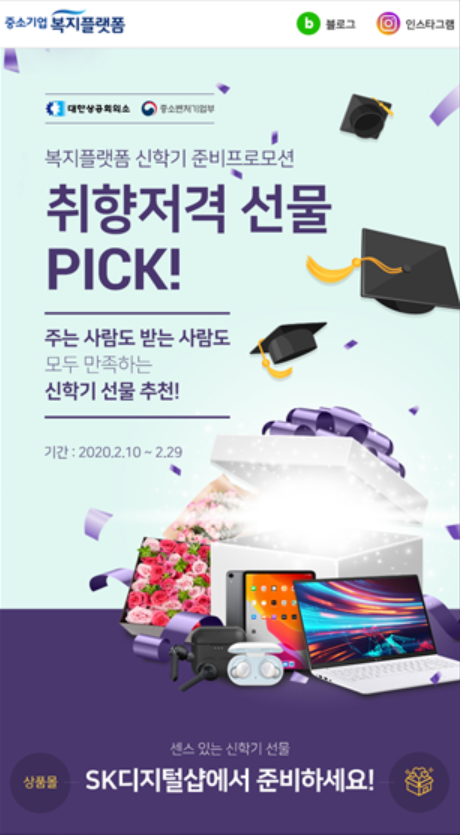 중소기업 복지플랫폼
b 블로그
인스타그램
대한상공회의소 중소벤처기업부
복지플랫폼 신학기 준비프로모션
취향저격 선물
PICK!
주는 사람도 받는 사람도
모두 만족하는
신학기 선물 추천!
기간 : 2020.2.10 ~ 2.29
센스 있는 신학기 선물
상품몰
SK디지털샵에서 준비하세요!